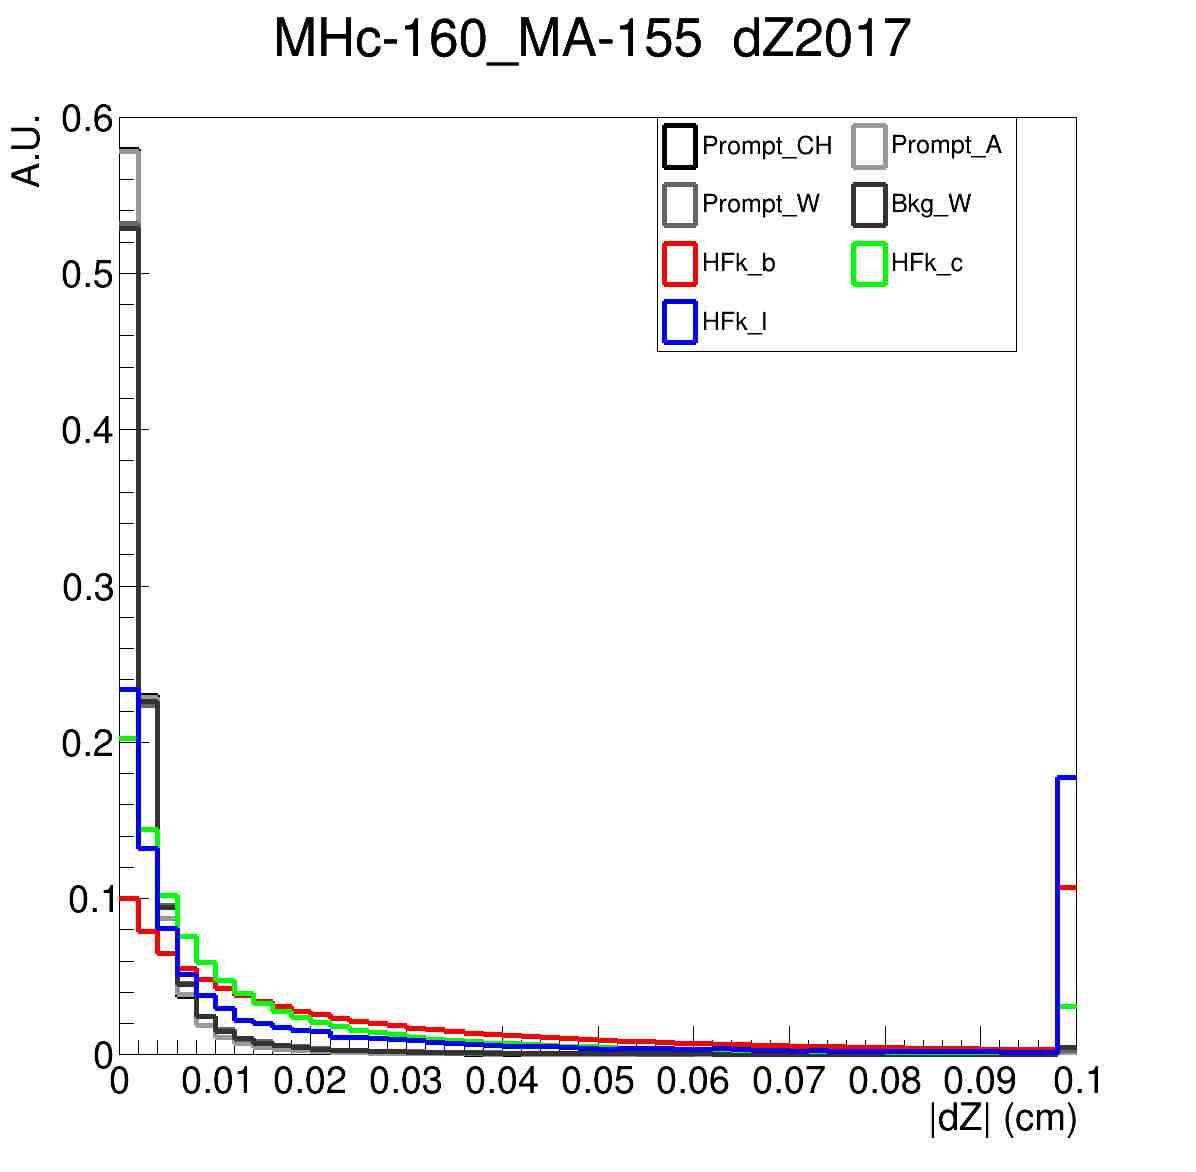 MHc-160_MA-155 dZ2017
A.U.
0.6
0.5
0.4
0.3
0.2
0.1
0
Prompt_CH Prompt_A
Prompt_W Bkg_W
HFk_b HFk_c
HFk_l
0 0.01 0.02 0.03 0.04 0.05 0.06 0.07 0.08 0.09 0.1
|dZ| (cm)